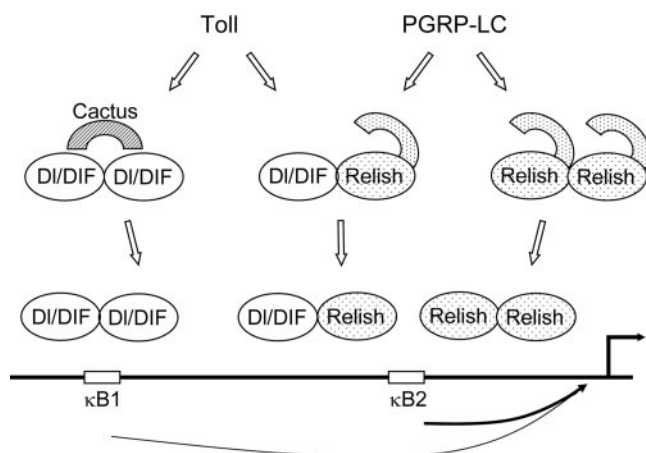 Toll PGRP-LC
Cactus
Dl/DIF Dl/DIF Dl/DIF Relish Relish Relish
Dl/DIF Dl/DIF Dl/DIF Relish Relish Relish
κB1 κB2